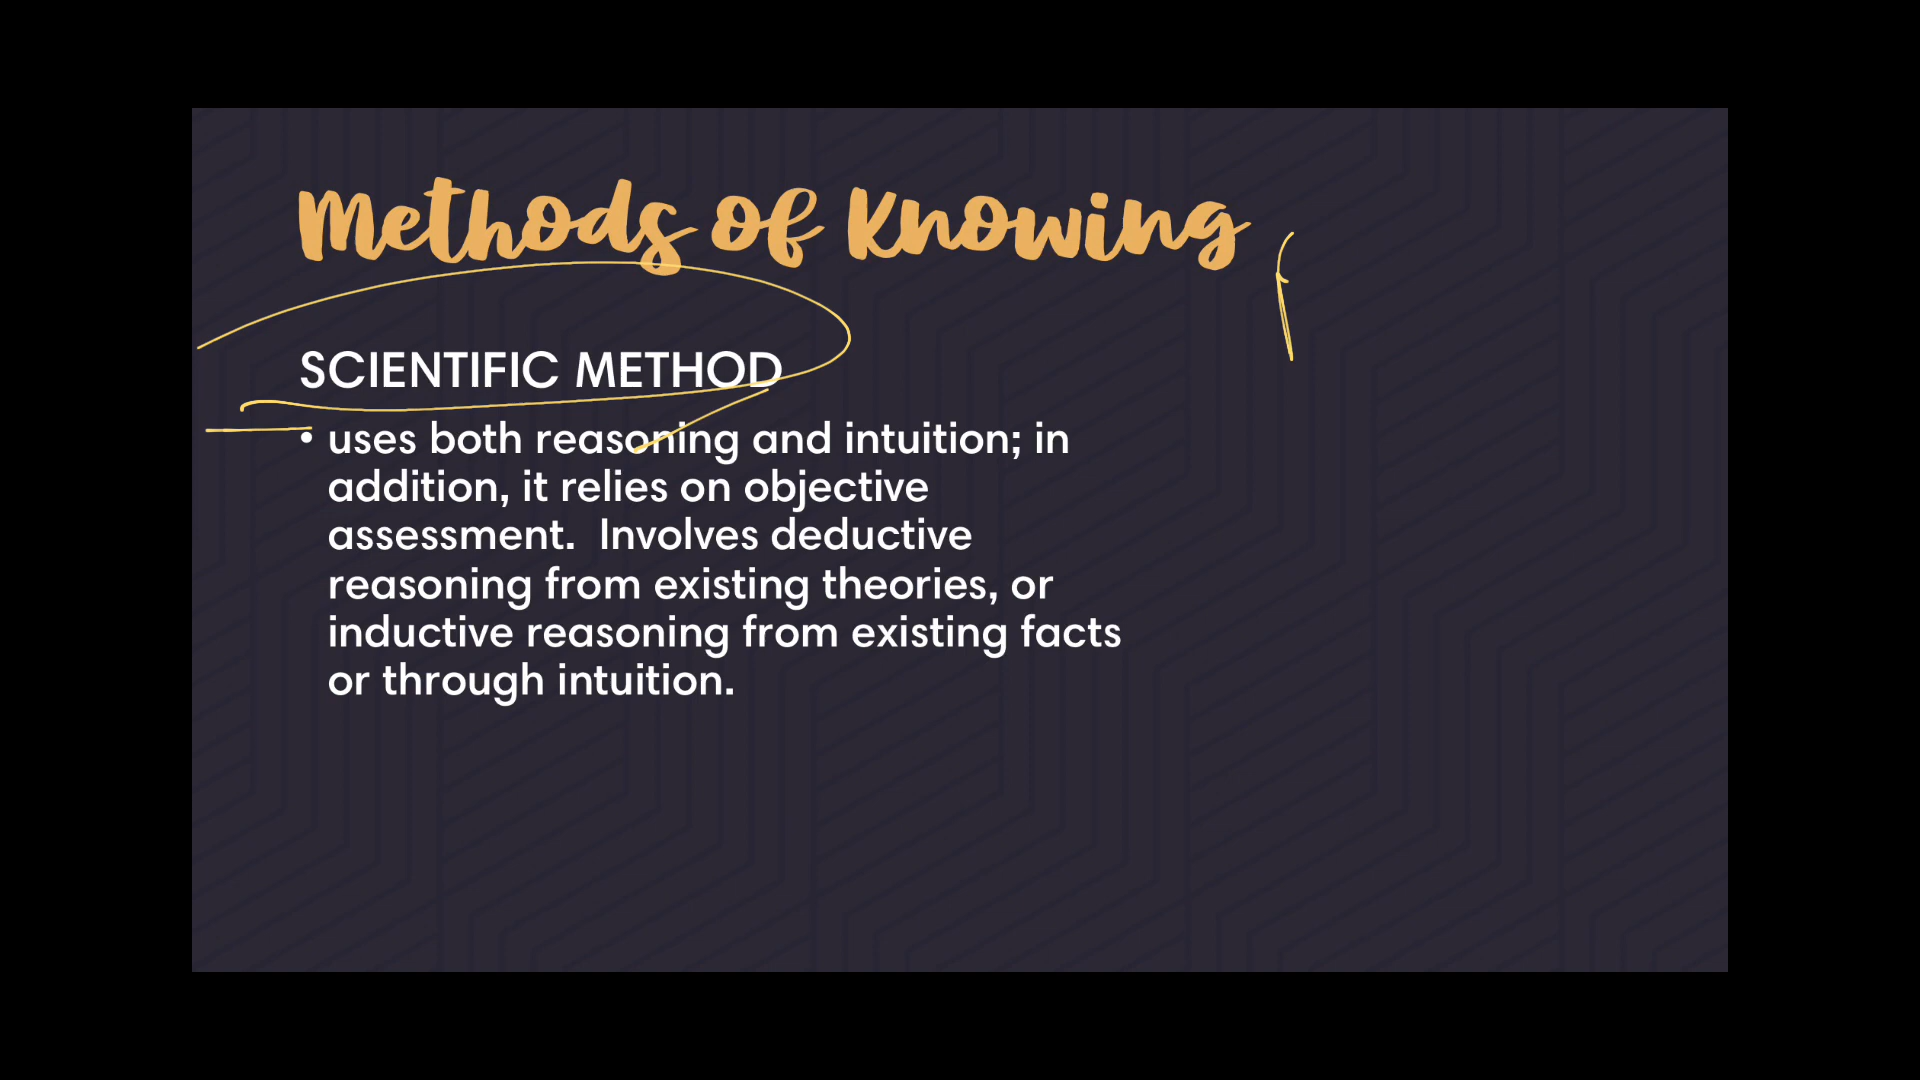 Methods of Knowing
SCIENTIFIC METHOD
• uses both reasoning and intuition; in
addition, it relies on objective
assessment.  Involves deductive
reasoning from existing theories, or
inductive reasoning from existing facts
or through intuition.